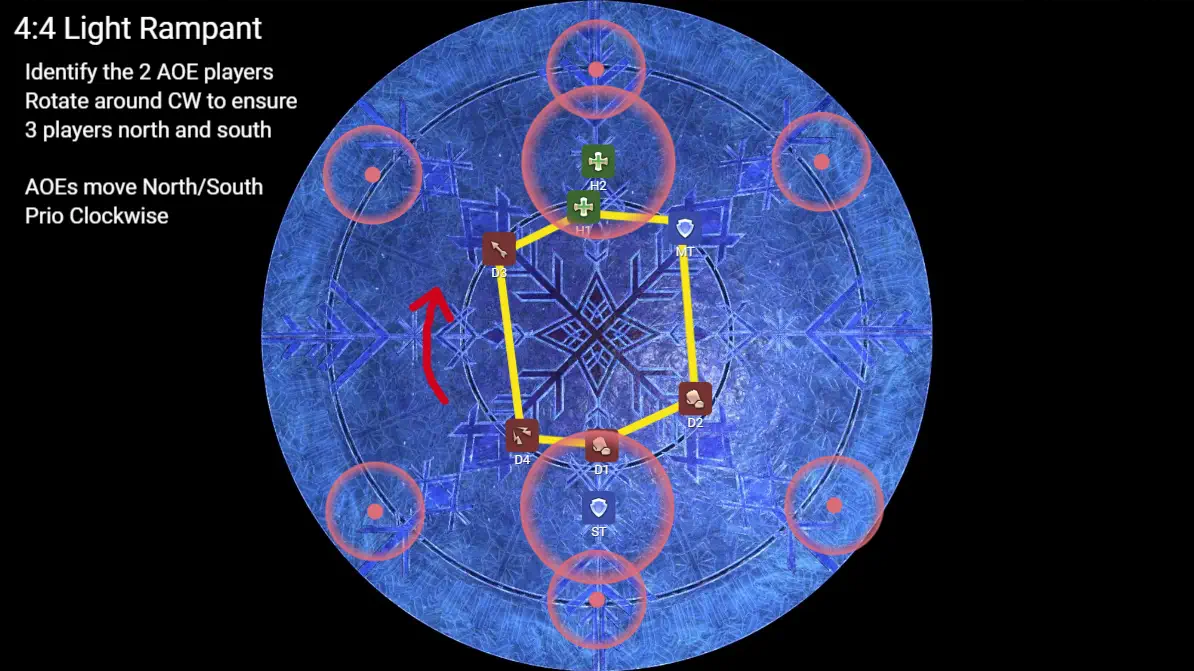 4:4 Light Rampant
Identify the 2 AOE players
Rotate around CW to ensure
3 players north and south
AOEs move North/South
Prio Clockwise
H2
H1
MT
D3
D2
D4
D1
ST